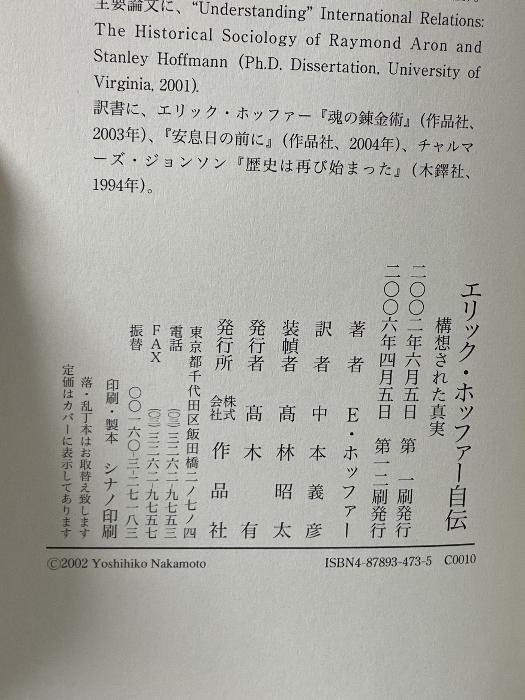 主要論文に、“Understanding” International Relations:
The Historical Sociology of Raymond Aron and
Stanley Hoffmann (Ph.D. Dissertation, University of
Virginia, 2001).
訳書に、エリック・ホッファー『魂の錬金術』(作品社、
2003年)、『安息日の前に』(作品社、2004年)、チャルマ
ーズ・ジョンソン『歴史は再び始まった』(木鐸社、
1994年)。
エリック・ホッファー自伝
構想された真実
二〇〇二年六月五日　第　一刷発行
二〇〇六年四月五日　第一二刷発行
著者　E・ホッファー
訳者　中本義彦
装幀者　髙林昭太
発行者　髙木有
発行所　株式会社　作品社
東京都千代田区飯田橋二ノ七ノ四
電話　(〇三)三二六二-九七五三
FAX　(〇三)三二六二-九七五七
振替　〇〇一六〇-三-二七一八三
印刷・製本　シナノ印刷
落・乱丁本はお取替え致します
定価はカバーに表示してあります
©2002 Yoshihiko Nakamoto
ISBN4-87893-473-5 C0010